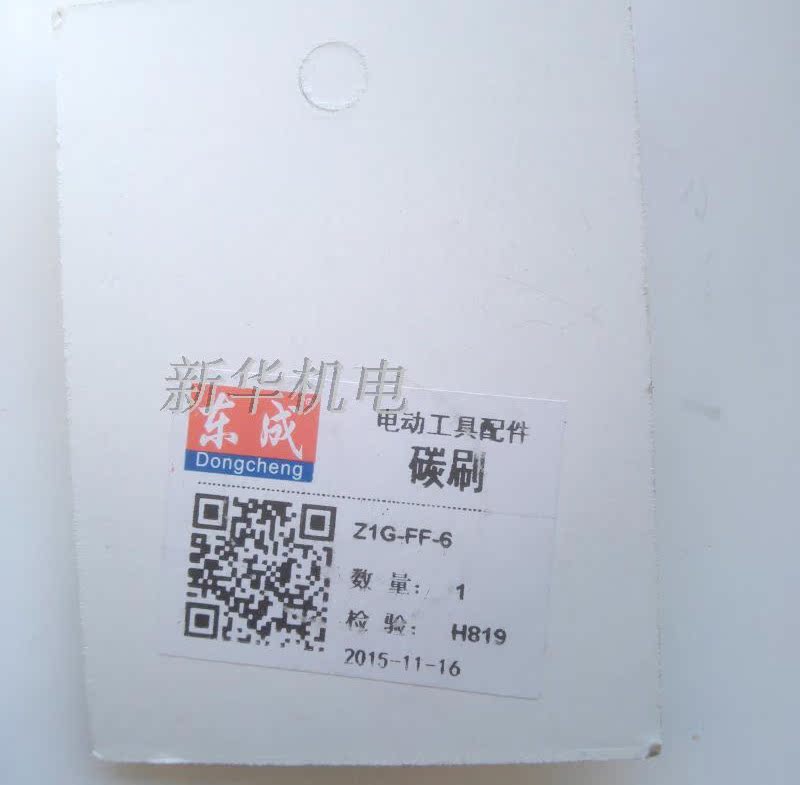 新华机电
东成
Dongcheng
电动工具配件
碳刷
Z1G-FF-6
数量: 1
检验: H819
2015-11-16